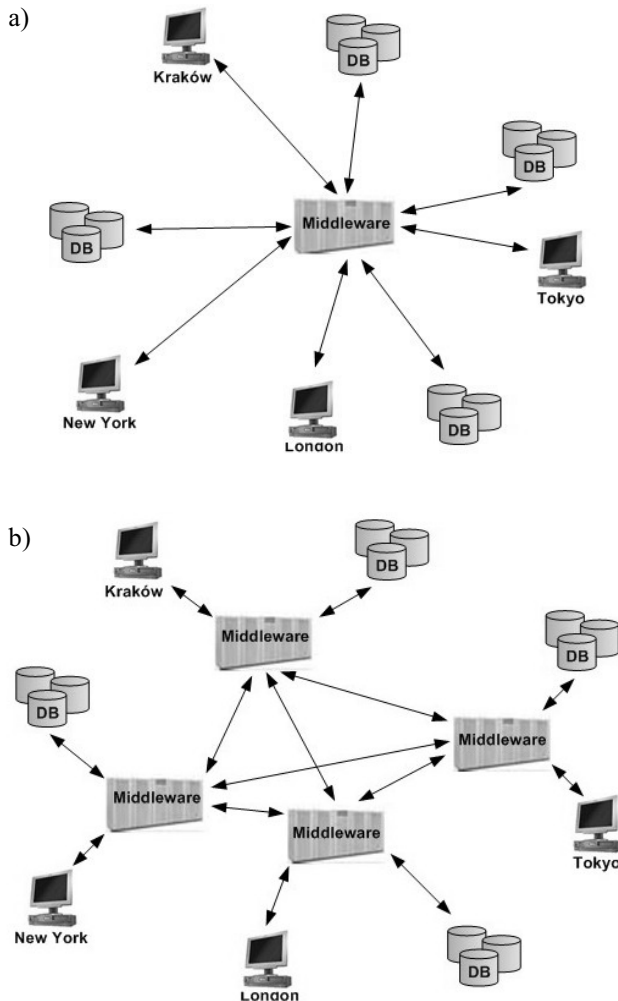 a)
DB
Kraków
DB
Middleware
DB
Tokyo
New York
London
DB
b)
DB
Kraków
Middleware
DB
DB
Middleware
Middleware
Middleware
Tokyo
New York
London
DB